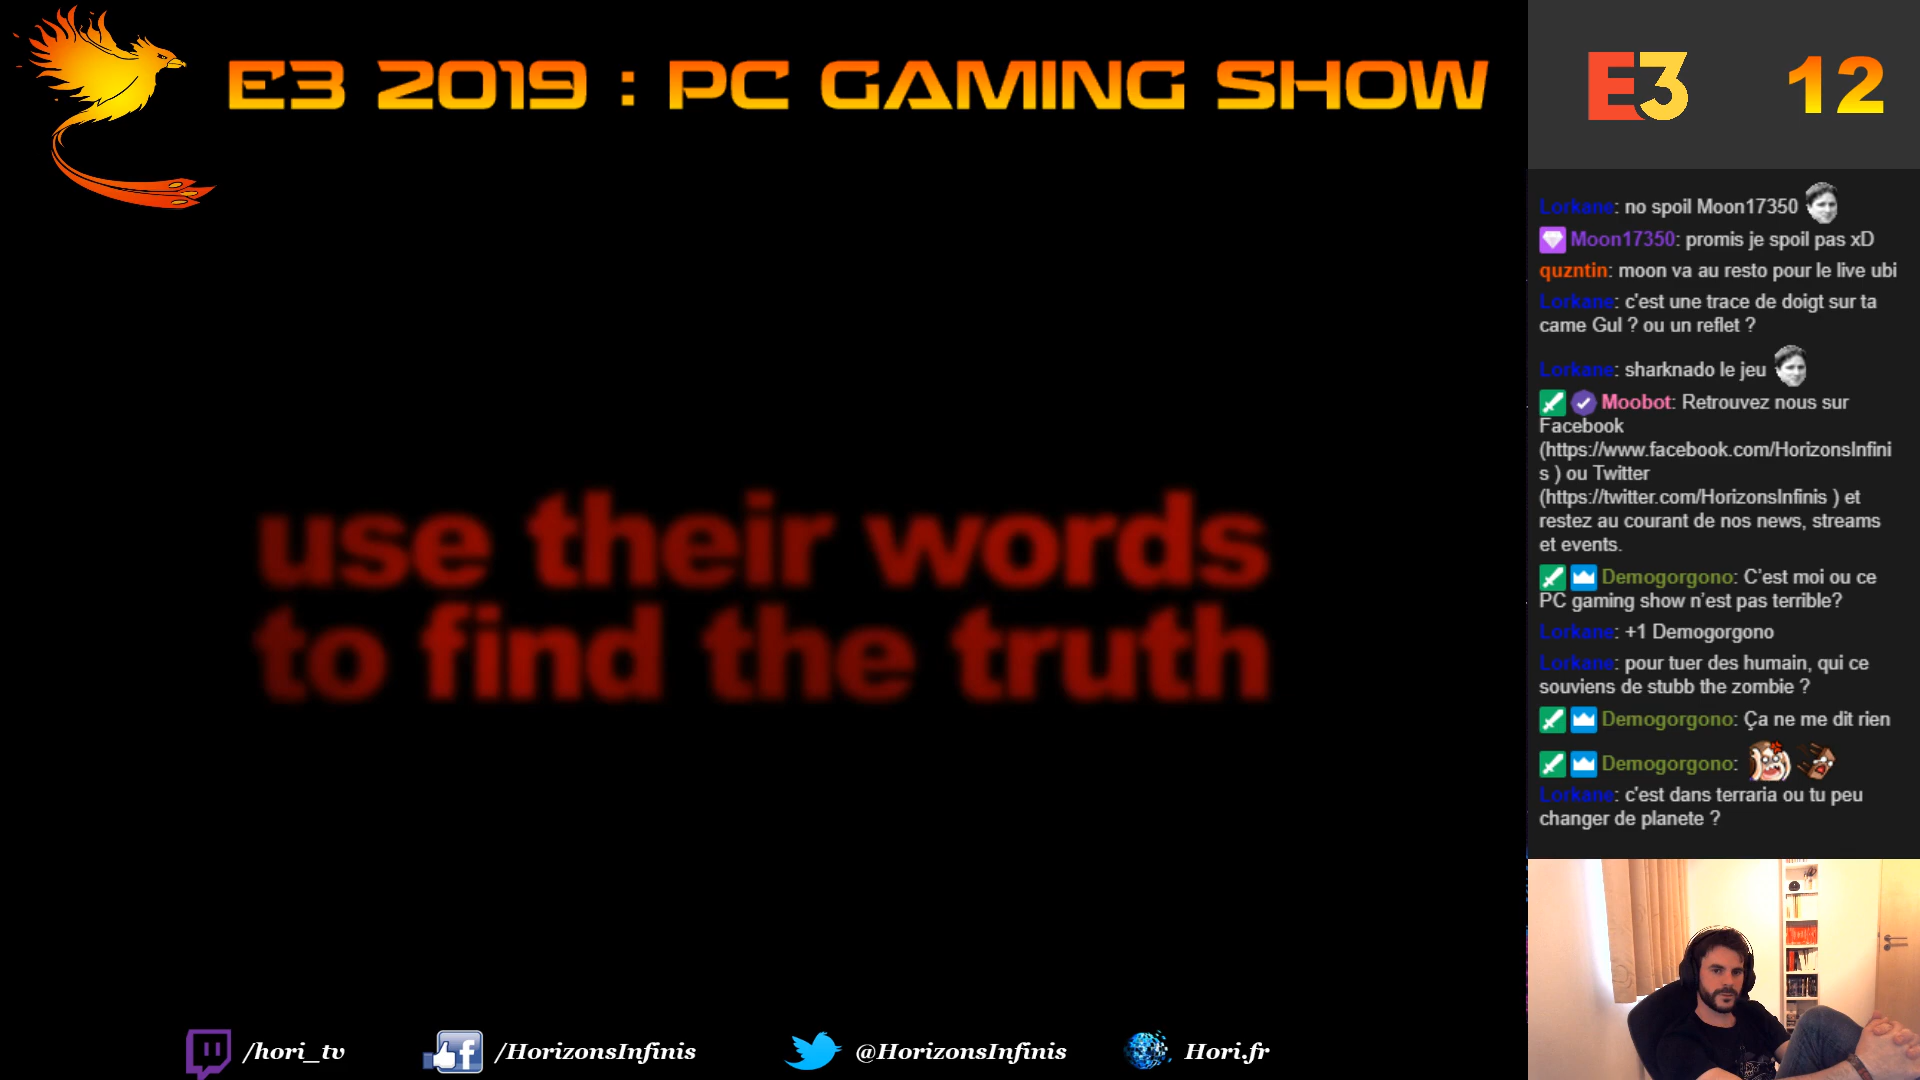 E3 2019 : PC GAMING SHOW
E3
12
Lorkane: no spoil Moon17350
Moon17350: promis je spoil pas xD
quzntin: moon va au resto pour le live ubi
Lorkane: c'est une trace de doigt sur ta
came Gul ? ou un reflet ?
Lorkane: sharknado le jeu
Moobot: Retrouvez nous sur
Facebook
(https://www.facebook.com/HorizonsInfini
s ) ou Twitter
(https://twitter.com/HorizonsInfinis ) et
restez au courant de nos news, streams
et events.
Demogorgono: C'est moi ou ce
PC gaming show n'est pas terrible?
Lorkane: +1 Demogorgono
Lorkane: pour tuer des humain, qui ce
souviens de stubb the zombie ?
Demogorgono: Ça ne me dit rien
Demogorgono:
Lorkane: c'est dans terraria ou tu peu
changer de planete ?
use their words
to find the truth
/hori_tv
/HorizonsInfinis
@HorizonsInfinis
Hori.fr